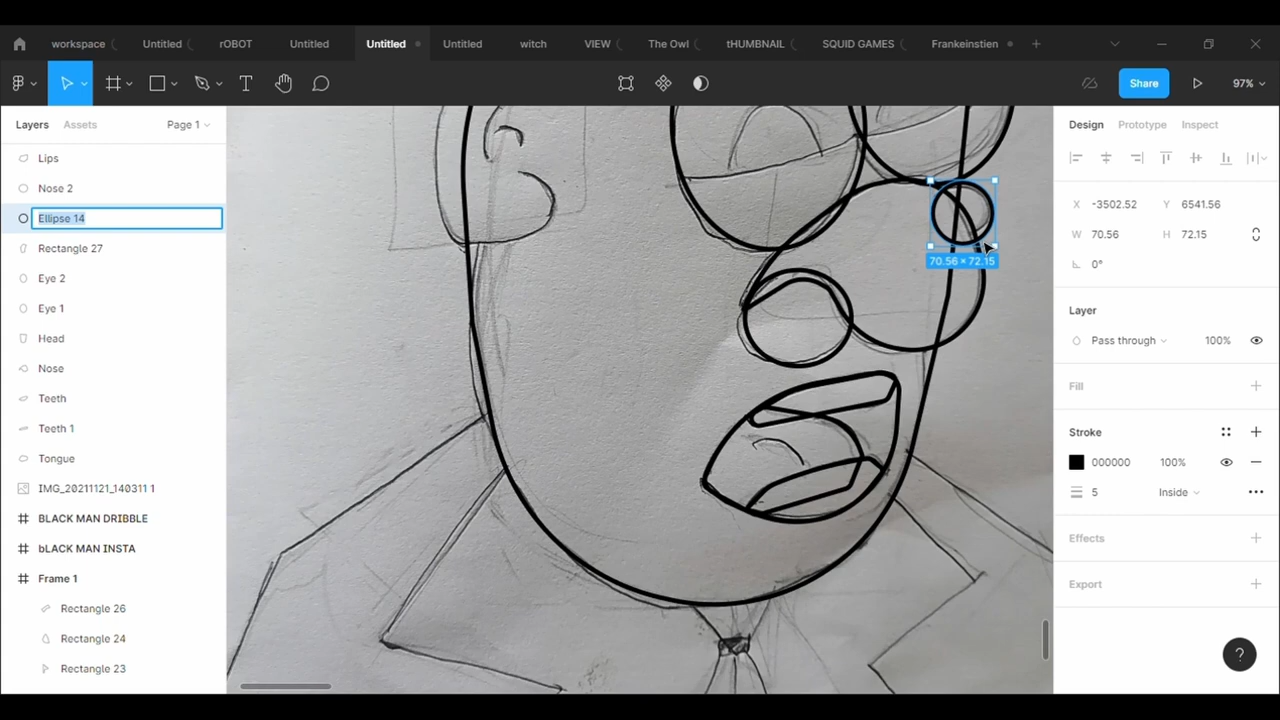 workspace Untitled rOBOT Untitled Untitled Untitled witch VIEW The Owl tHUMBNAIL SQUID GAMES Frankeinstien
T Share 97%
Layers Assets Page 1
Lips
Nose 2
Ellipse 14
Rectangle 27
Eye 2
Eye 1
Head
Nose
Teeth
Teeth 1
Tongue
IMG_20211121_140311 1
BLACK MAN DRIBBLE
bLACK MAN INSTA
Frame 1
Rectangle 26
Rectangle 24
Rectangle 23
70.56 × 72.15
Design Prototype Inspect
X -3502.52 Y 6541.56
W 70.56 H 72.15
0°
Layer
Pass through 100%
Fill
Stroke
000000 100%
5 Inside
Effects
Export
?